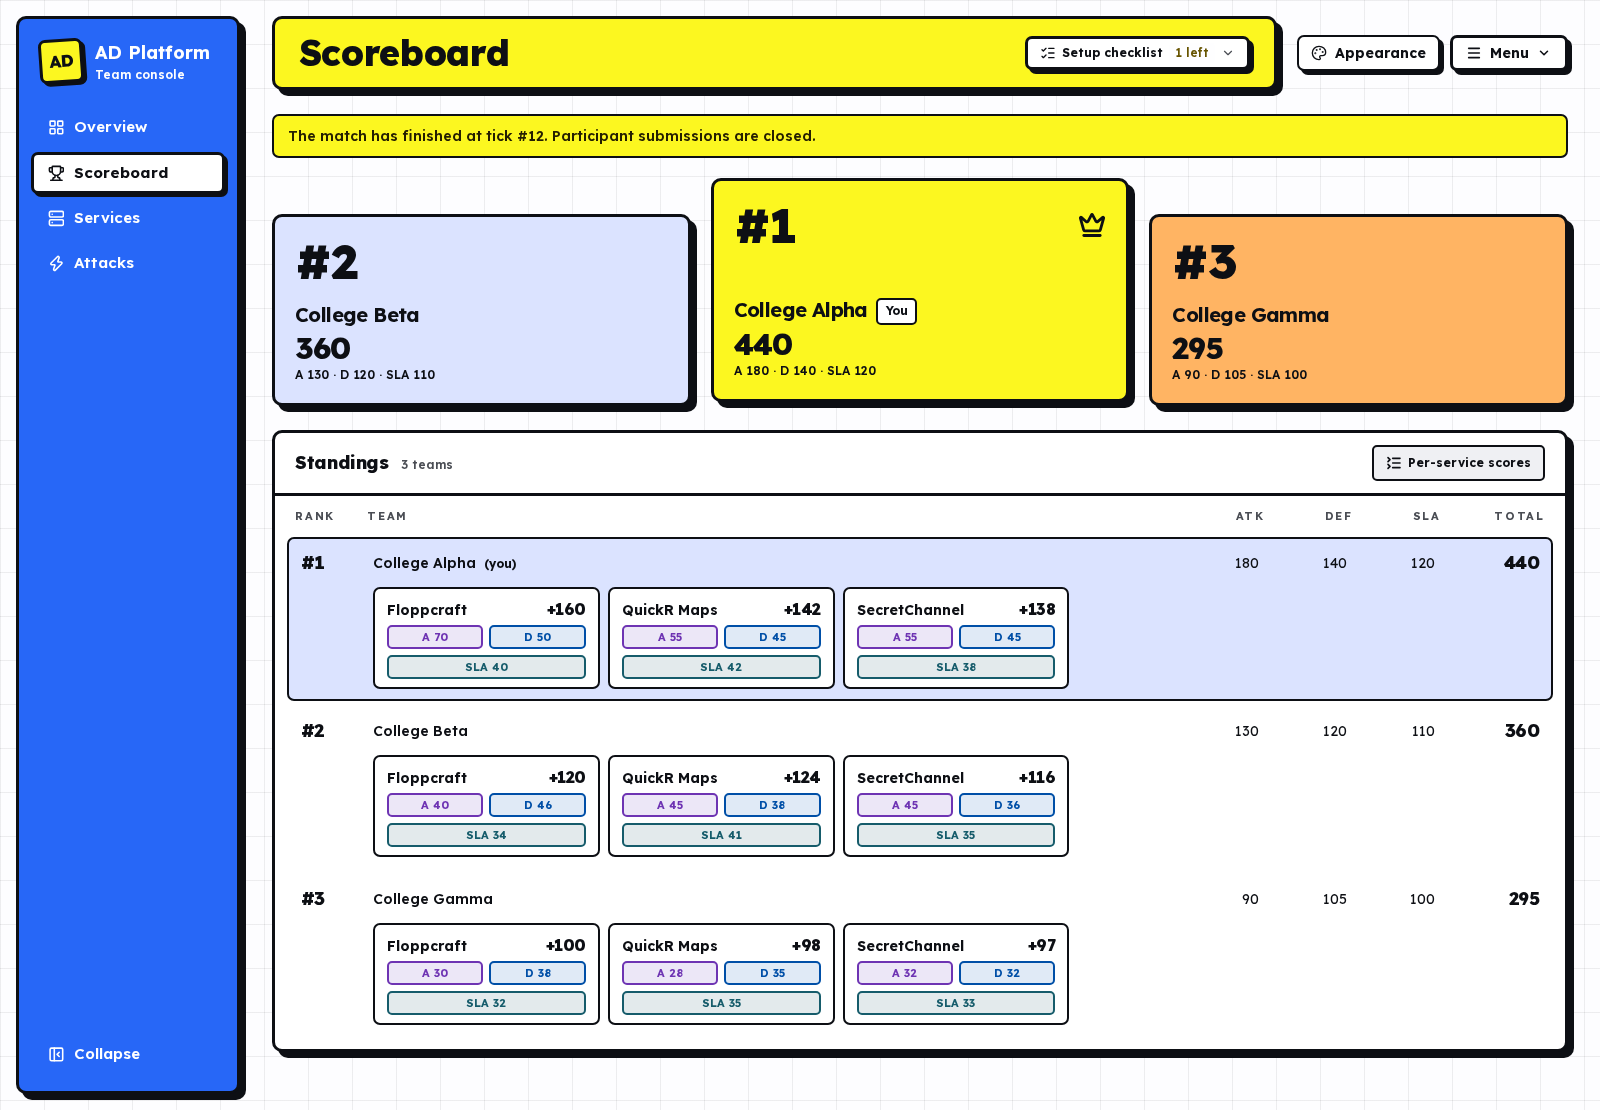 AD
AD Platform
Team console
Overview
Scoreboard
Services
Attacks
Collapse
Scoreboard
Setup checklist 1 left
Appearance
Menu
The match has finished at tick #12. Participant submissions are closed.
#2
College Beta
360
A 130 · D 120 · SLA 110
#1
College Alpha You
440
A 180 · D 140 · SLA 120
#3
College Gamma
295
A 90 · D 105 · SLA 100
Standings 3 teams
Per-service scores
RANK TEAM ATK DEF SLA TOTAL
#1 College Alpha (you) 180 140 120 440
Floppcraft +160 QuickR Maps +142 SecretChannel +138
A 70 D 50 A 55 D 45 A 55 D 45
SLA 40 SLA 42 SLA 38
#2 College Beta 130 120 110 360
Floppcraft +120 QuickR Maps +124 SecretChannel +116
A 40 D 46 A 45 D 38 A 45 D 36
SLA 34 SLA 41 SLA 35
#3 College Gamma 90 105 100 295
Floppcraft +100 QuickR Maps +98 SecretChannel +97
A 30 D 38 A 28 D 35 A 32 D 32
SLA 32 SLA 35 SLA 33